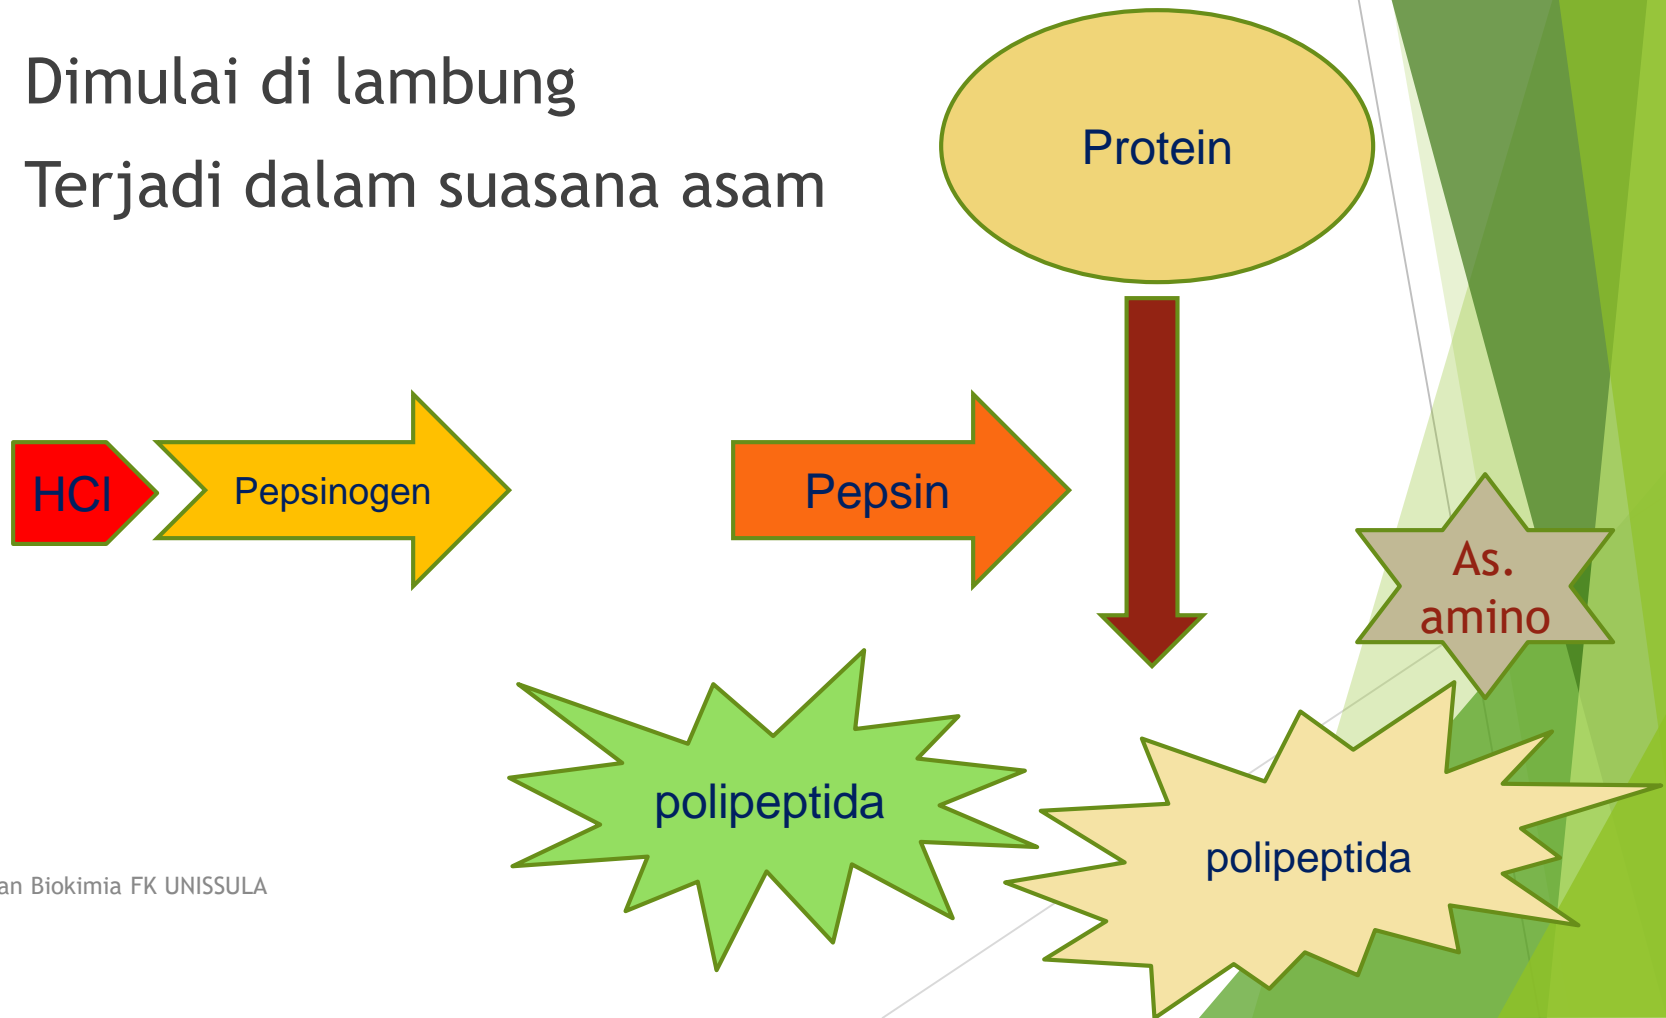 Dimulai di lambung
Terjadi dalam suasana asam
Protein
HCl
Pepsinogen
Pepsin
As.
amino
polipeptida
polipeptida
an Biokimia FK UNISSULA